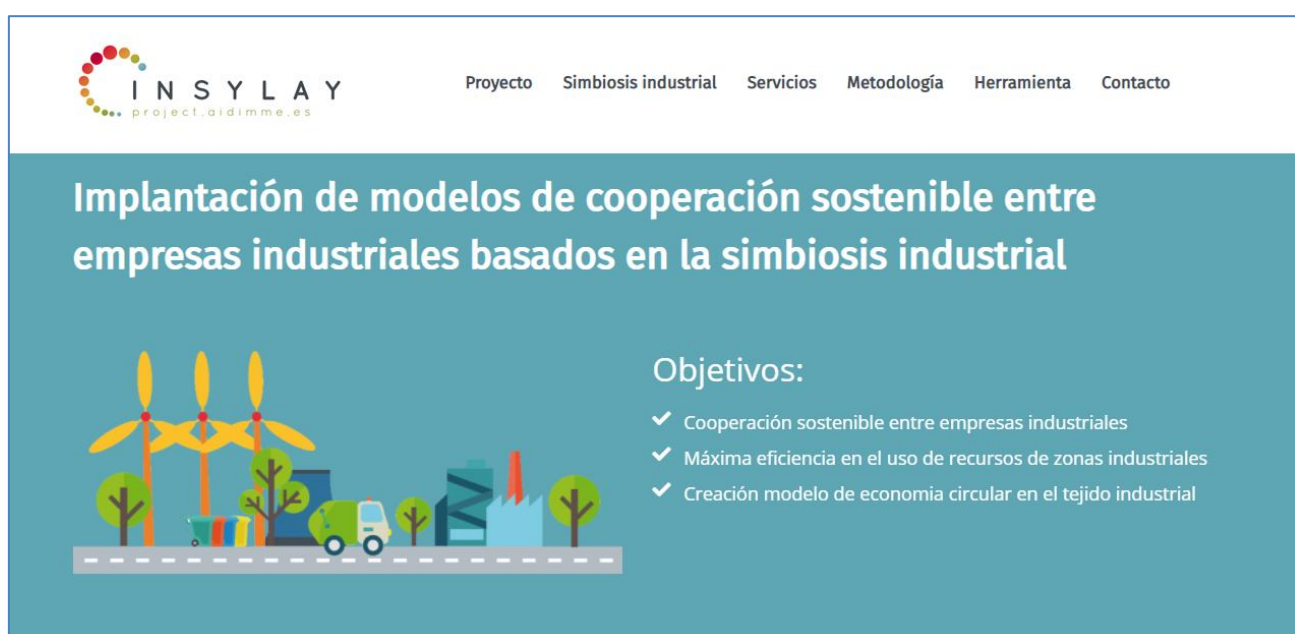 INSYLAY
project.aidimme.es
Proyecto Simbiosis industrial Servicios Metodología Herramienta Contacto
Implantación de modelos de cooperación sostenible entre
empresas industriales basados en la simbiosis industrial
Objetivos:
Cooperación sostenible entre empresas industriales
Máxima eficiencia en el uso de recursos de zonas industriales
Creación modelo de economia circular en el tejido industrial